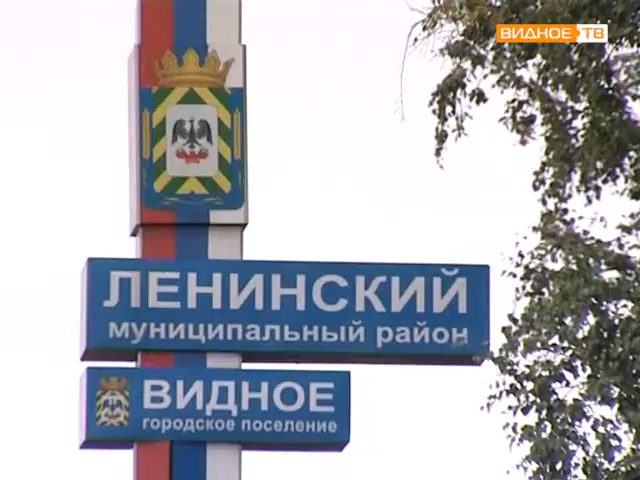 ВИДНОЕ ТВ
ЛЕНИНСКИЙ
муниципальный район
ВИДНОЕ
городское поселение